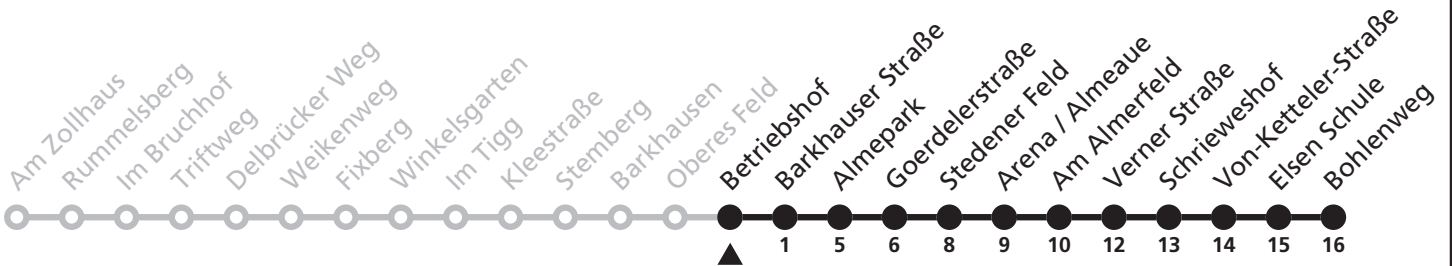 Am Zollhaus
Rummelsberg
Im Bruchhof
Triftweg
Delbrücker Weg
Weikenweg
Fixberg
Winkelsgarten
Im Tigg
Kleestraße
Stemberg
Barkhausen
Oberes Feld
Betriebshof
Barkhauser Straße
Almepark
Goerdelerstraße
Stedener Feld
Arena / Almeaue
Am Almerfeld
Verner Straße
Schrieweshof
Von-Ketteler-Straße
Elsen Schule
Bohlenweg
1 5 6 8 9 10 12 13 14 15 16